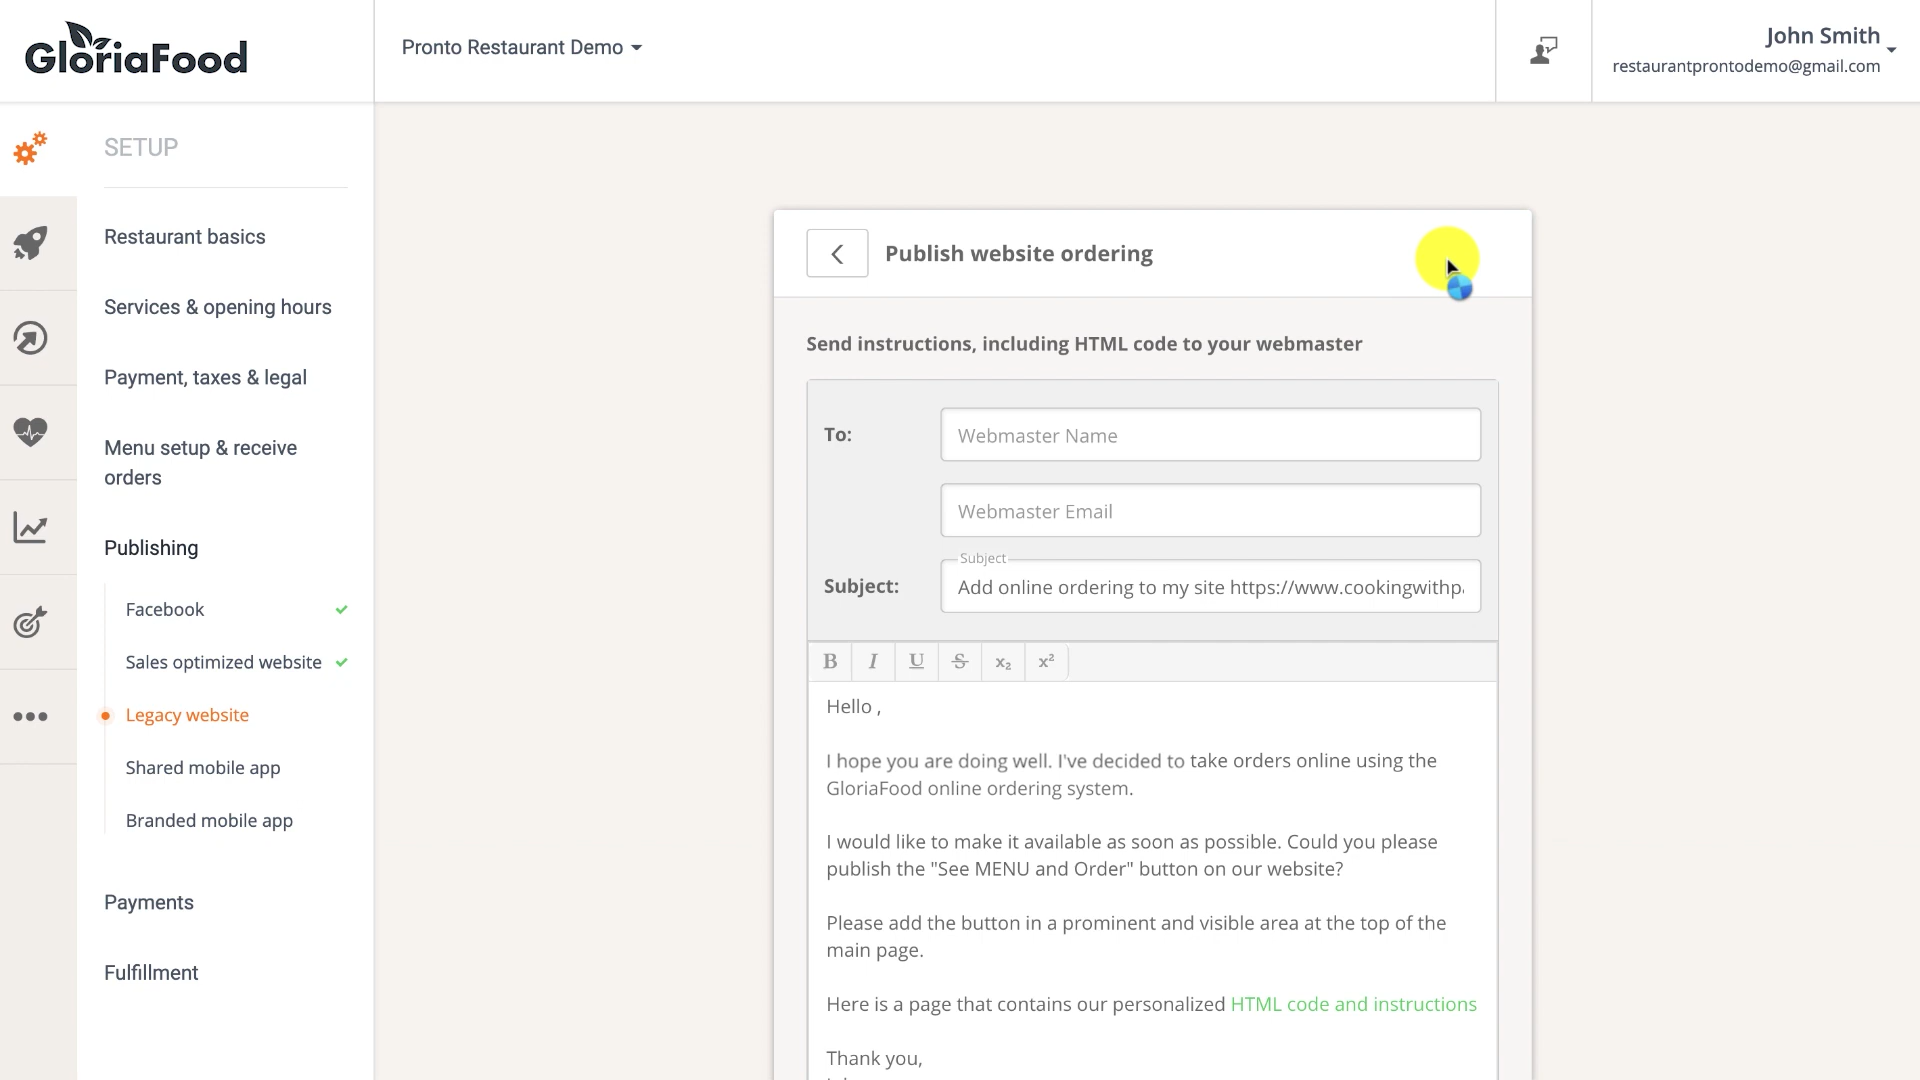 GloriaFood
Pronto Restaurant Demo
John Smith
restaurantprontodemo@gmail.com
SETUP
Restaurant basics
Services & opening hours
Payment, taxes & legal
Menu setup & receive
orders
Publishing
Facebook
Sales optimized website
Legacy website
Shared mobile app
Branded mobile app
Payments
Fulfillment
Publish website ordering
Send instructions, including HTML code to your webmaster
To:
Webmaster Name
Webmaster Email
Subject
Subject:
Add online ordering to my site https://www.cookingwithp
B I U S x₂ x²
Hello ,
I hope you are doing well. I've decided to take orders online using the
GloriaFood online ordering system.
I would like to make it available as soon as possible. Could you please
publish the "See MENU and Order" button on our website?
Please add the button in a prominent and visible area at the top of the
main page.
Here is a page that contains our personalized HTML code and instructions
Thank you,